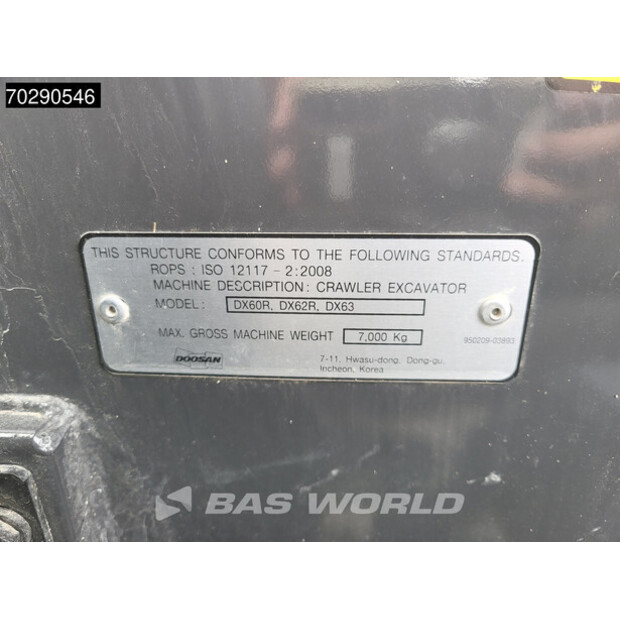 70290546
THIS STRUCTURE CONFORMS TO THE FOLLOWING STANDARDS.
ROPS : ISO 12117 - 2:2008
MACHINE DESCRIPTION: CRAWLER EXCAVATOR
MODEL: DX60R, DX62R, DX63
MAX. GROSS MACHINE WEIGHT 7,000 Kg
950209-03893
DOOSAN
7-11, Hwasu-dong, Dong-gu,
Incheon, Korea
BAS WORLD